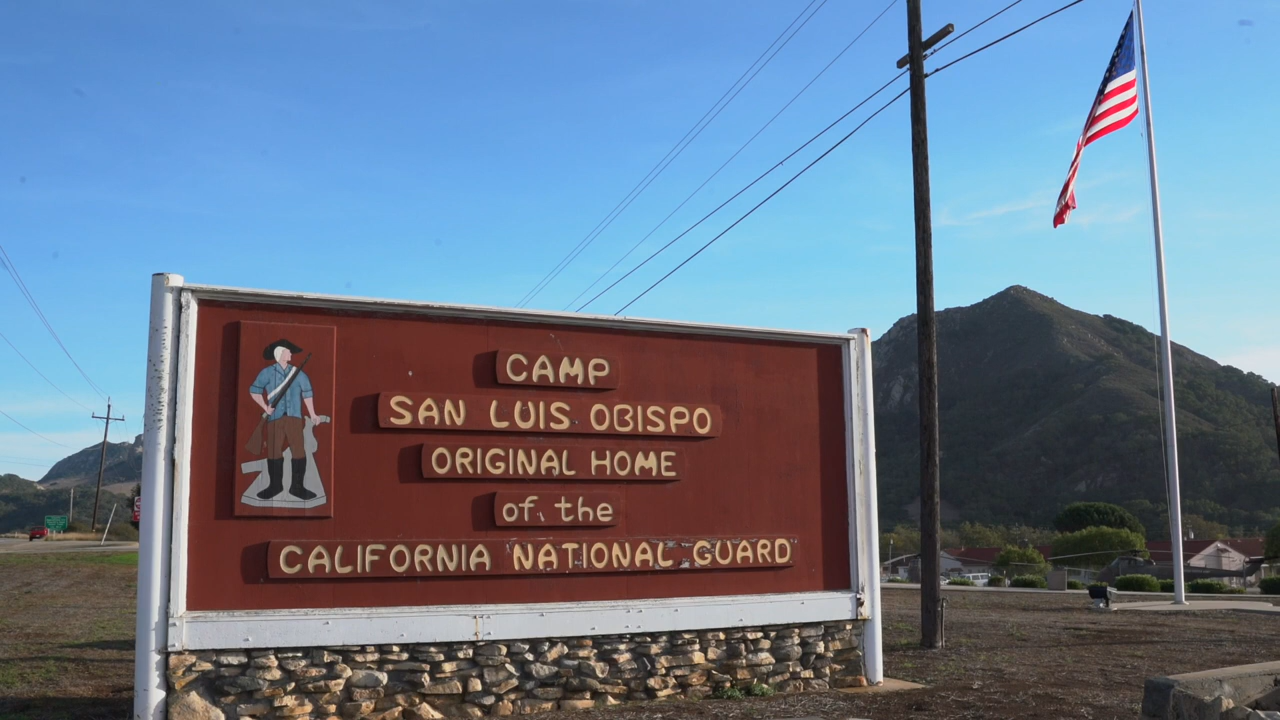 CAMP
SAN LUIS OBISPO
ORIGINAL HOME
of the
CALIFORNIA NATIONAL GUARD